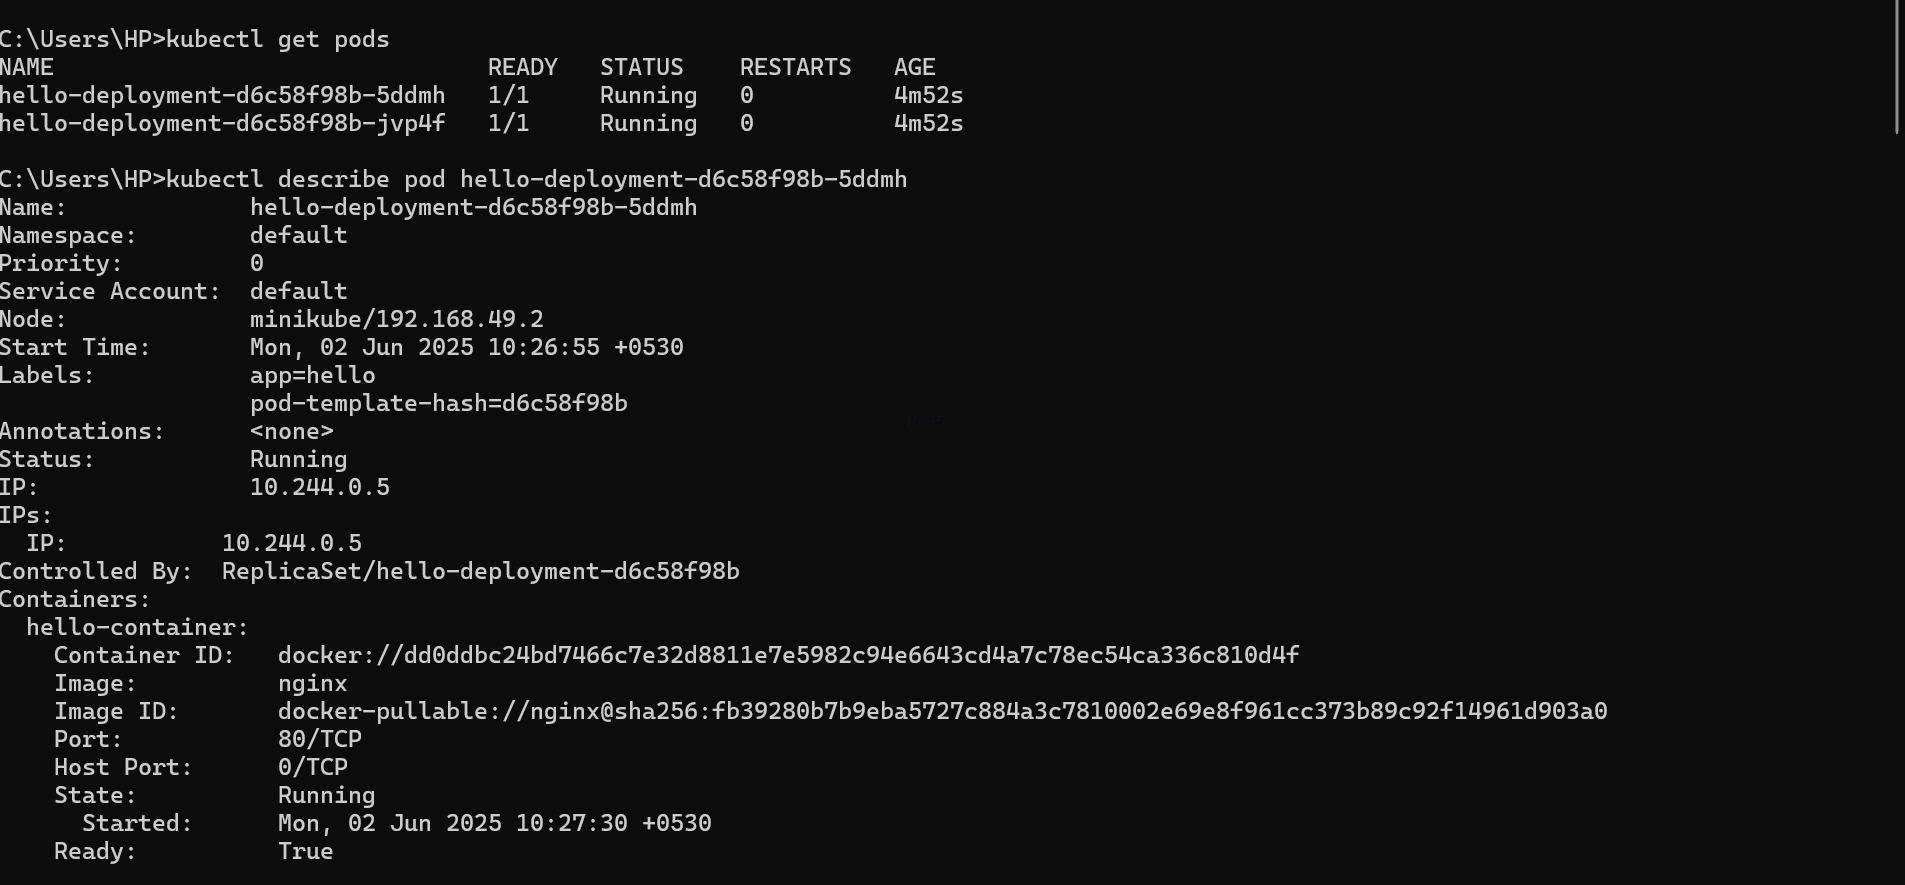 C:\Users\HP>kubectl get pods
NAME                               READY   STATUS    RESTARTS   AGE
hello-deployment-d6c58f98b-5ddmh   1/1     Running   0          4m52s
hello-deployment-d6c58f98b-jvp4f   1/1     Running   0          4m52s
C:\Users\HP>kubectl describe pod hello-deployment-d6c58f98b-5ddmh
Name:             hello-deployment-d6c58f98b-5ddmh
Namespace:        default
Priority:         0
Service Account:  default
Node:             minikube/192.168.49.2
Start Time:       Mon, 02 Jun 2025 10:26:55 +0530
Labels:           app=hello
                  pod-template-hash=d6c58f98b
Annotations:      <none>
Status:           Running
IP:               10.244.0.5
IPs:
  IP:           10.244.0.5
Controlled By:  ReplicaSet/hello-deployment-d6c58f98b
Containers:
  hello-container:
    Container ID:   docker://dd0ddbc24bd7466c7e32d8811e7e5982c94e6643cd4a7c78ec54ca336c810d4f
    Image:          nginx
    Image ID:       docker-pullable://nginx@sha256:fb39280b7b9eba5727c884a3c7810002e69e8f961cc373b89c92f14961d903a0
    Port:           80/TCP
    Host Port:      0/TCP
    State:          Running
      Started:      Mon, 02 Jun 2025 10:27:30 +0530
    Ready:          True